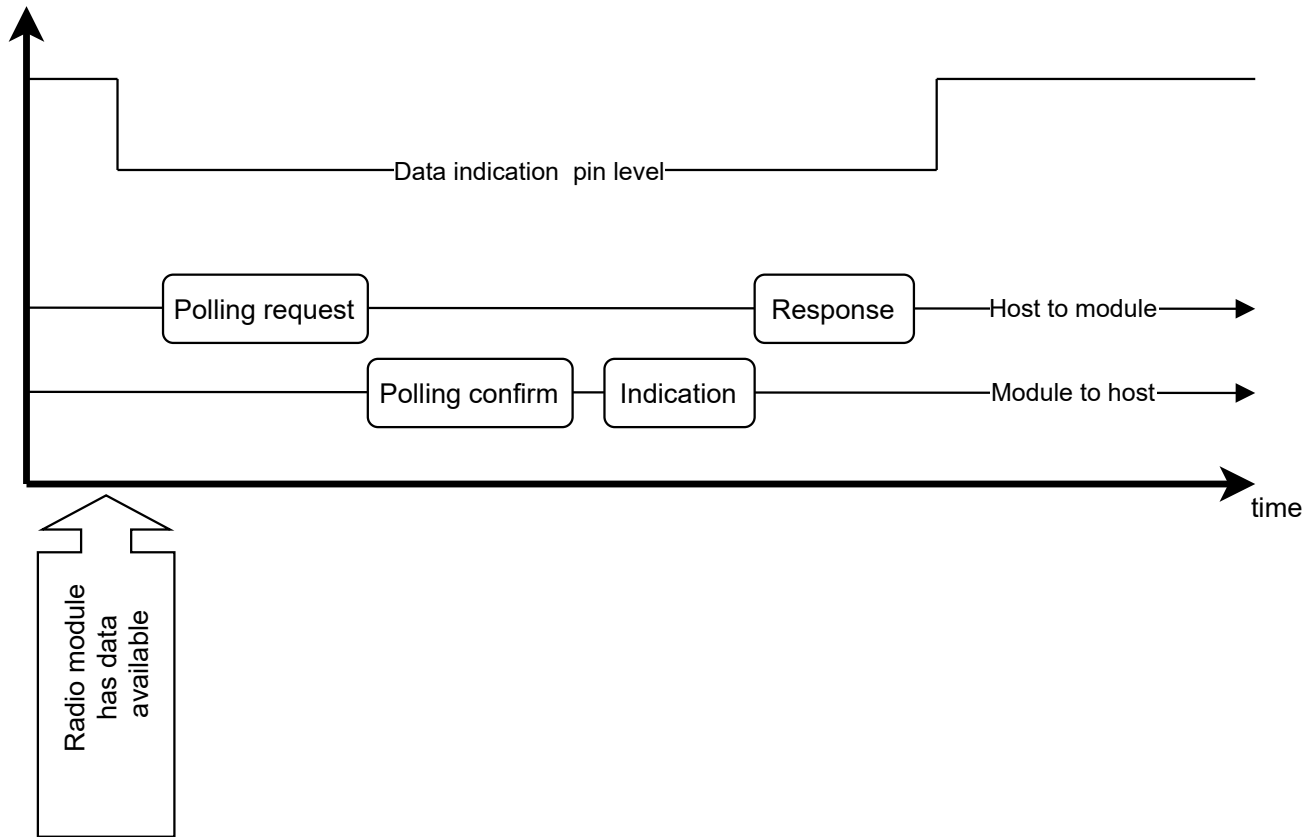 Data indication  pin level
Polling request
Response
Host to module
Polling confirm
Indication
Module to host
time
Radio module
has data
available